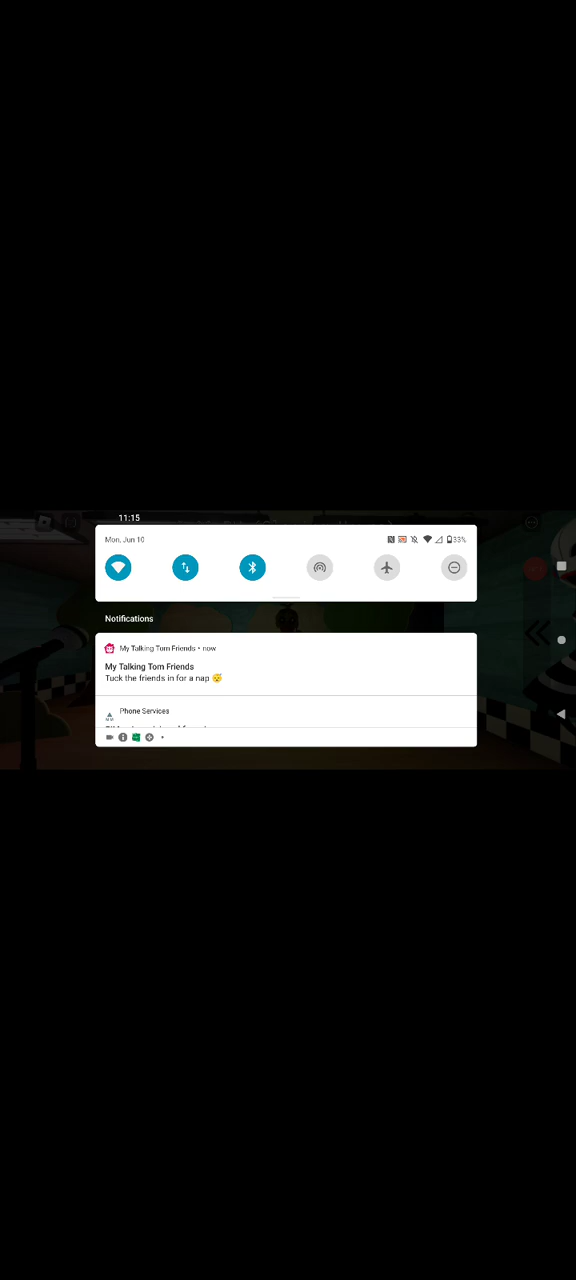 11:15
Mon, Jun 10
33%
Notifications
My Talking Tom Friends • now
My Talking Tom Friends
Tuck the friends in for a nap 😴
Phone Services